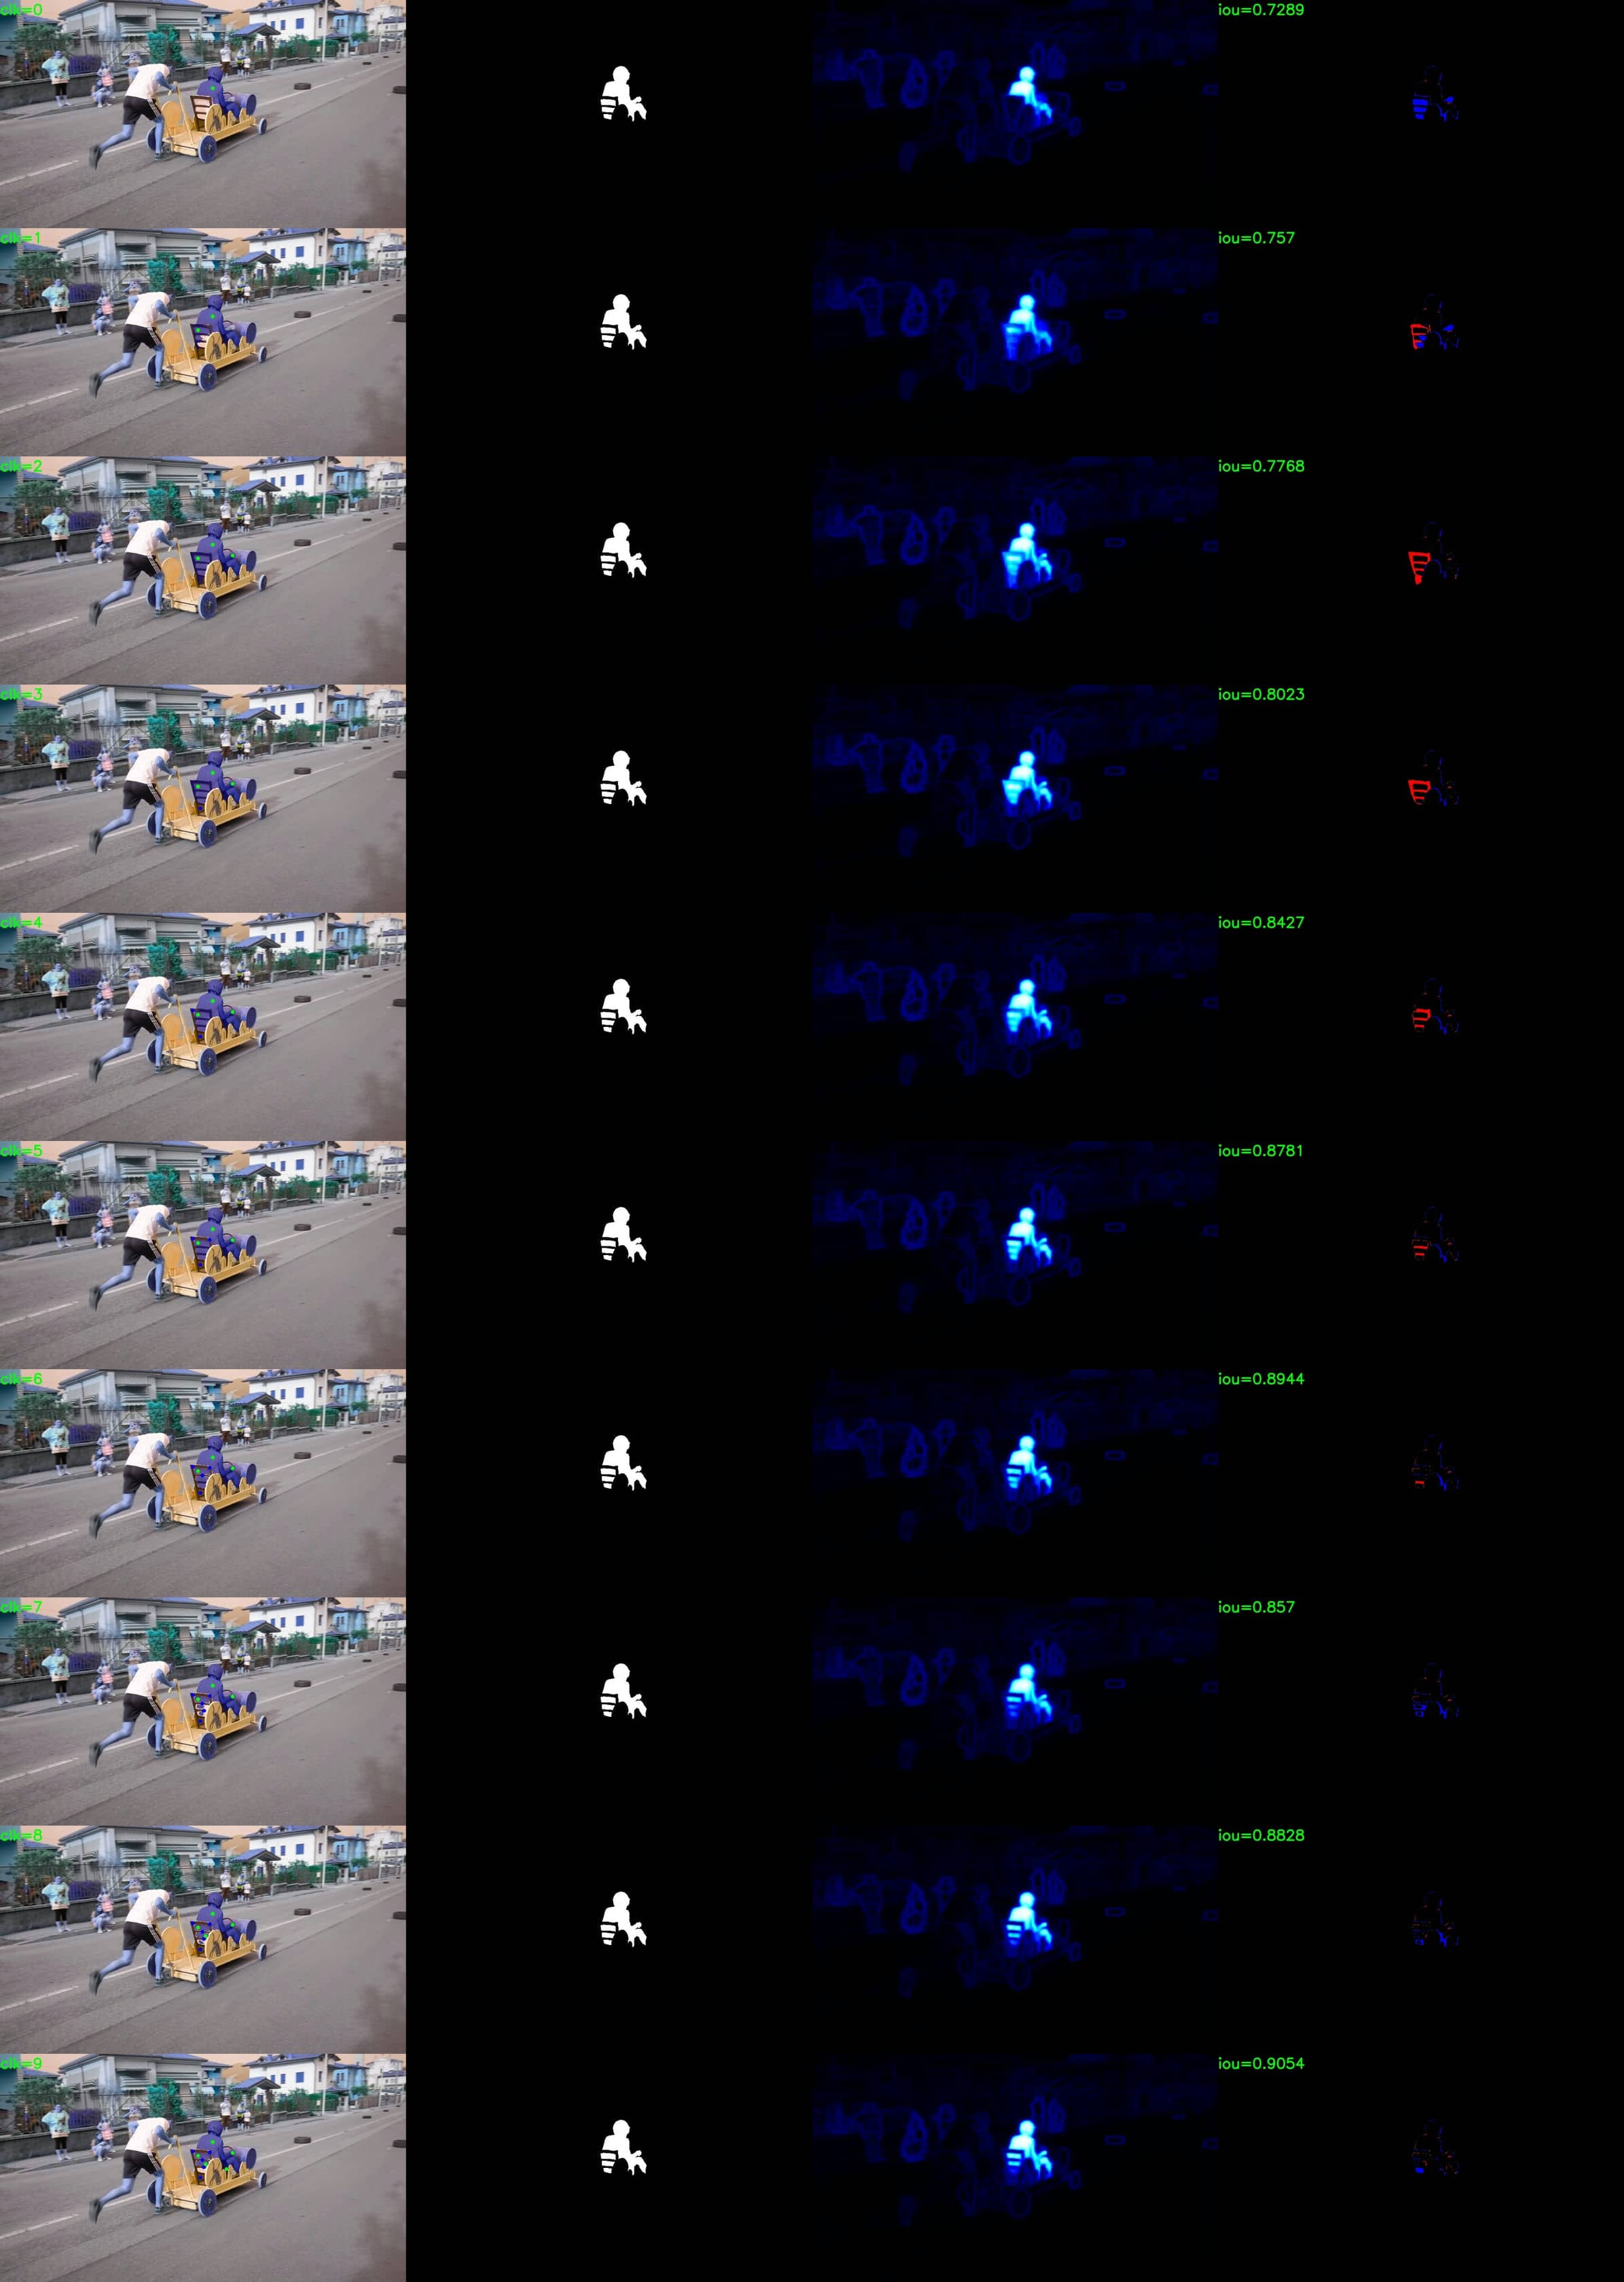 clk=0
iou=0.7289
clk=1
iou=0.757
clk=2
iou=0.7768
clk=3
iou=0.8023
clk=4
iou=0.8427
clk=5
iou=0.8781
clk=6
iou=0.8944
clk=7
iou=0.857
clk=8
iou=0.8828
clk=9
iou=0.9054